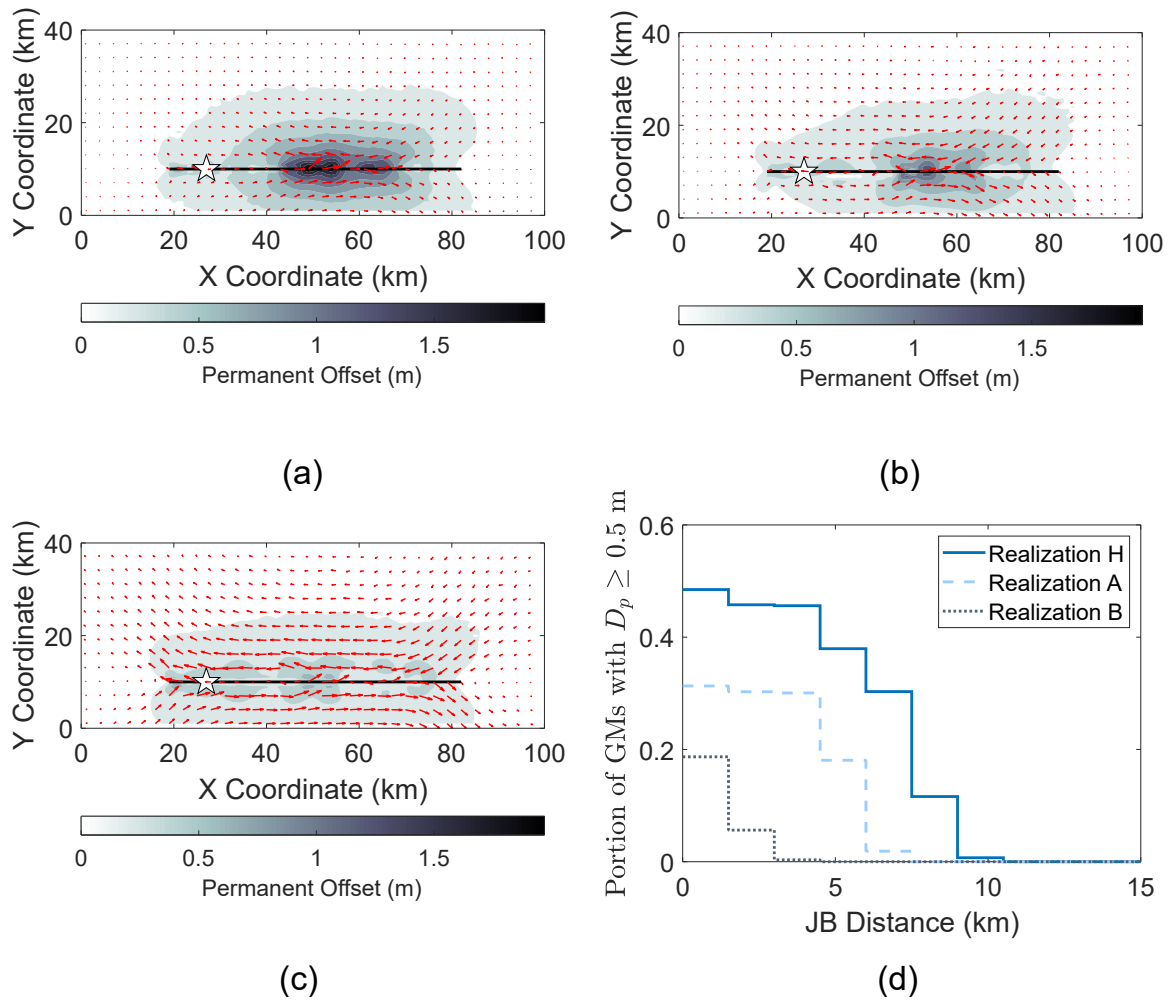 40
20
0
Y Coordinate (km)
0 20 40 60 80 100
X Coordinate (km)
0 0.5 1 1.5
Permanent Offset (m)
(a)
40
20
0
Y Coordinate (km)
0 20 40 60 80 100
X Coordinate (km)
0 0.5 1 1.5
Permanent Offset (m)
(b)
40
20
0
Y Coordinate (km)
0 20 40 60 80 100
X Coordinate (km)
0 0.5 1 1.5
Permanent Offset (m)
(c)
Portion of GMs with D_p ≥ 0.5 m
0.6
0.4
0.2
0
Realization H
Realization A
Realization B
0 5 10 15
JB Distance (km)
(d)